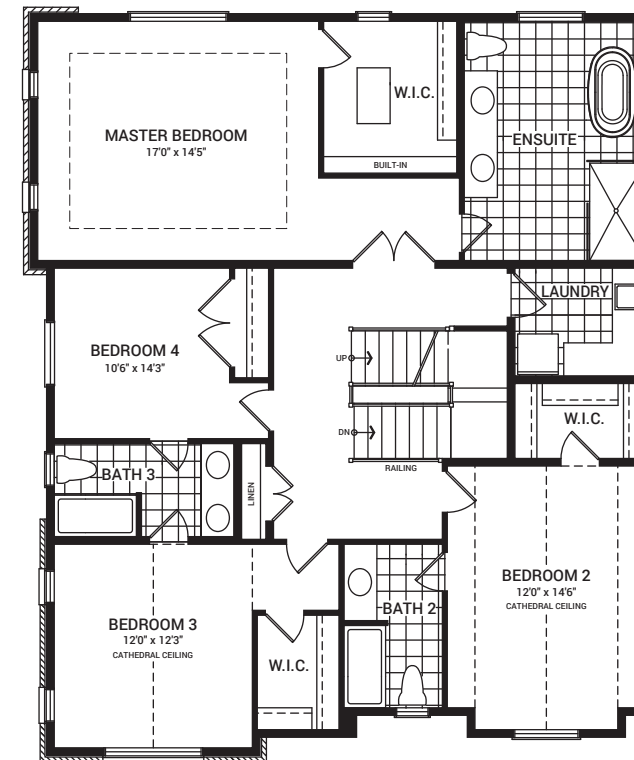 MASTER BEDROOM
17'0" x 14'5"
W.I.C.
BUILT-IN
ENSUITE
LAUNDRY
BEDROOM 4
10'6" x 14'3"
UP
DN
RAILING
W.I.C.
BATH 3
LINEN
BEDROOM 2
12'0" x 14'6"
CATHEDRAL CEILING
BATH 2
BEDROOM 3
12'0" x 12'3"
CATHEDRAL CEILING
W.I.C.